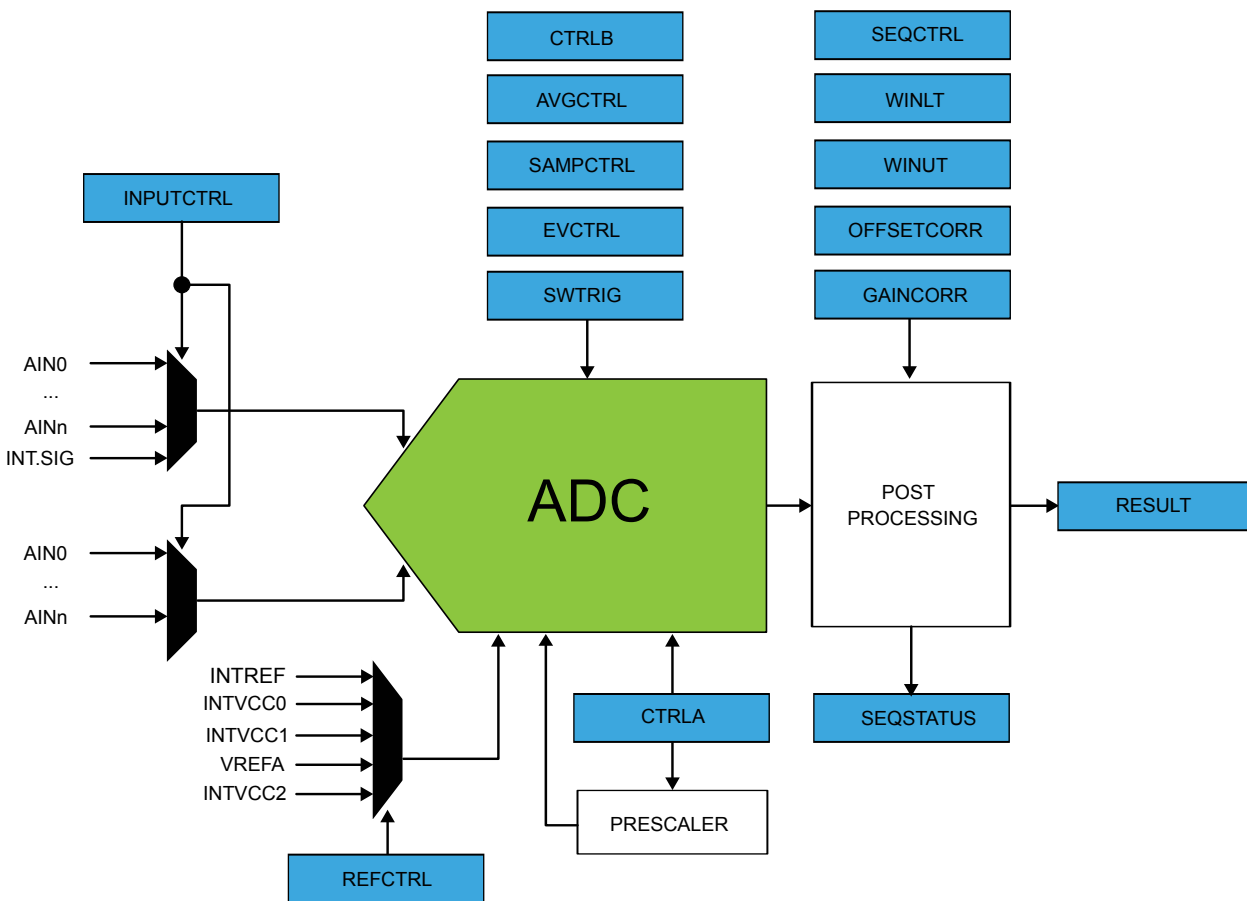 CTRLB
AVGCTRL
SAMPCTRL
EVCTRL
SWTRIG
SEQCTRL
WINLT
WINUT
OFFSETCORR
GAINCORR
INPUTCTRL
AIN0
...
AINn
INT.SIG
AIN0
...
AINn
ADC
POST
PROCESSING
RESULT
INTREF
INTVCC0
INTVCC1
VREFA
INTVCC2
CTRLA
SEQSTATUS
PRESCALER
REFCTRL